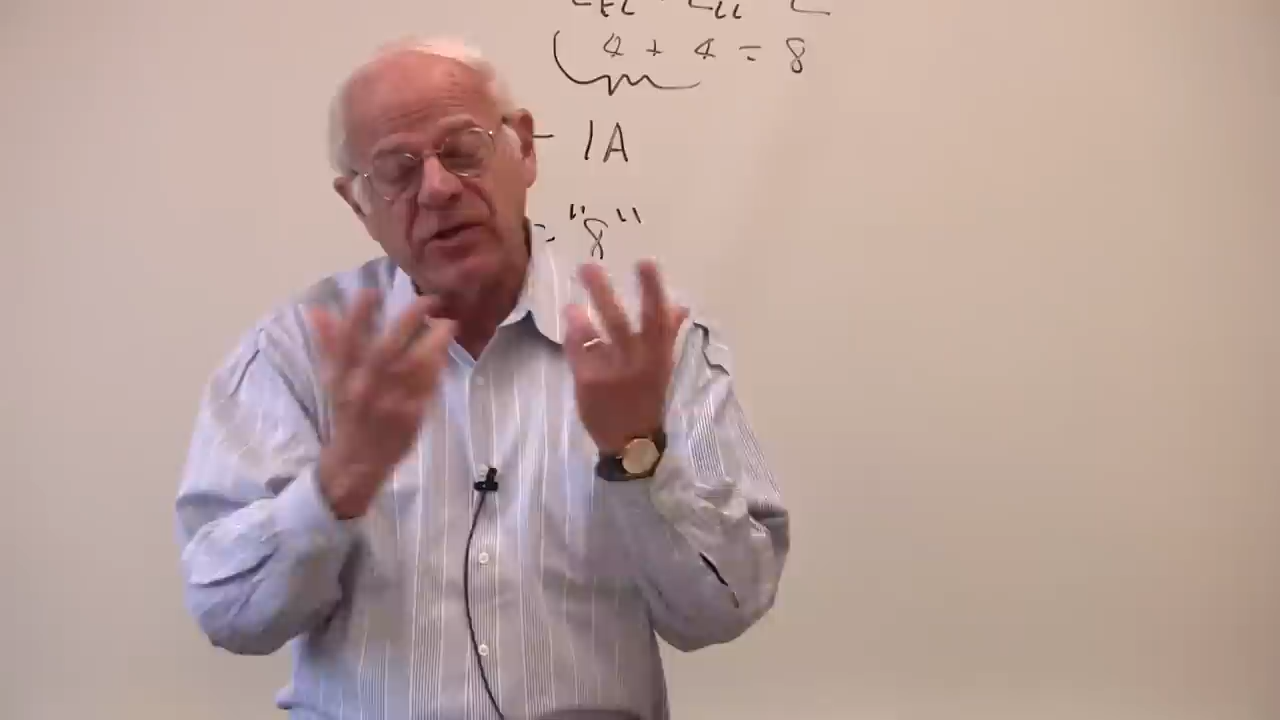 4 + 4 = 8
- 1A
= "8"